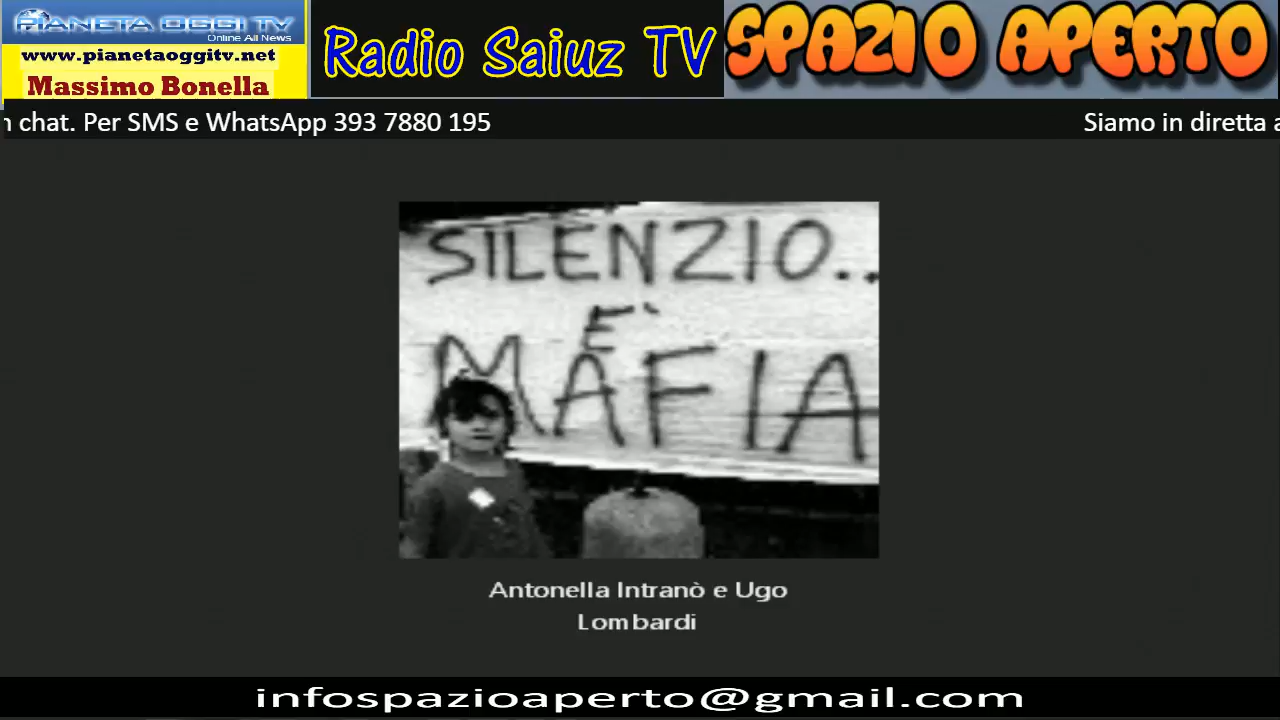 PIANETA OGGI TV
Online All News
www.pianetaoggitv.net
Massimo Bonella
Radio Saiuz TV
SPAZIO APERTO
chat. Per SMS e WhatsApp 393 7880 195
Siamo in diretta a
SILENZIO..
E'
MAFIA
Antonella Intranò e Ugo
Lombardi
infospazioaperto@gmail.com